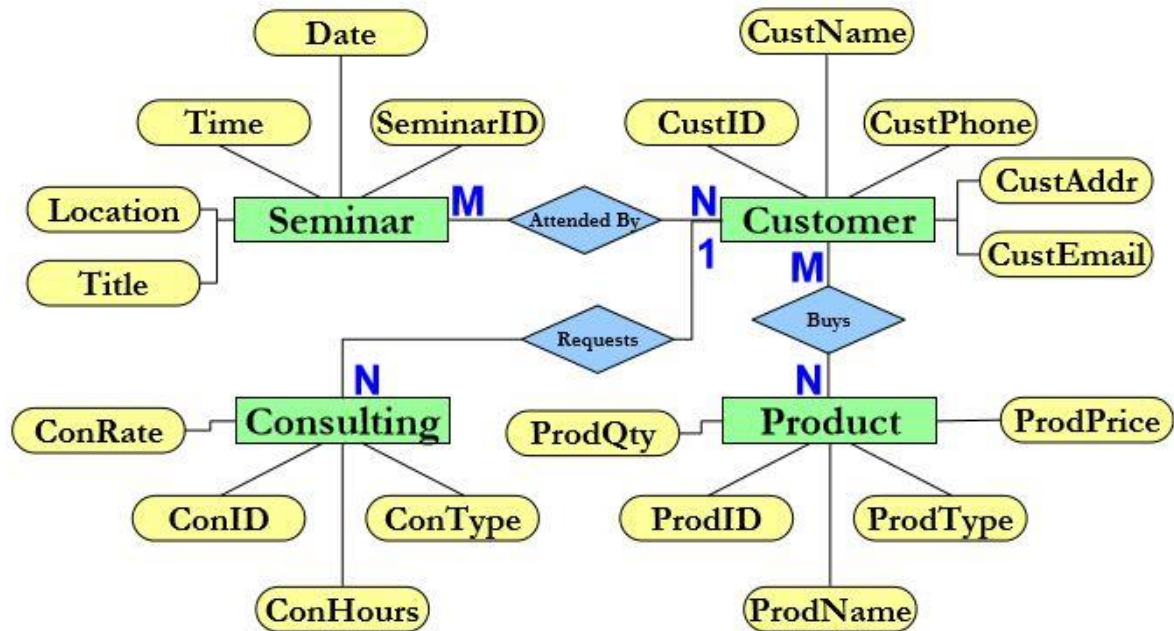 Date
CustName
Time
SeminarID
CustID
CustPhone
Location
Seminar
M
Attended By
N
Customer
CustAddr
Title
1
M
CustEmail
Requests
Buys
N
N
ConRate
Consulting
ProdQty
Product
ProdPrice
ConID
ConType
ProdID
ProdType
ConHours
ProdName